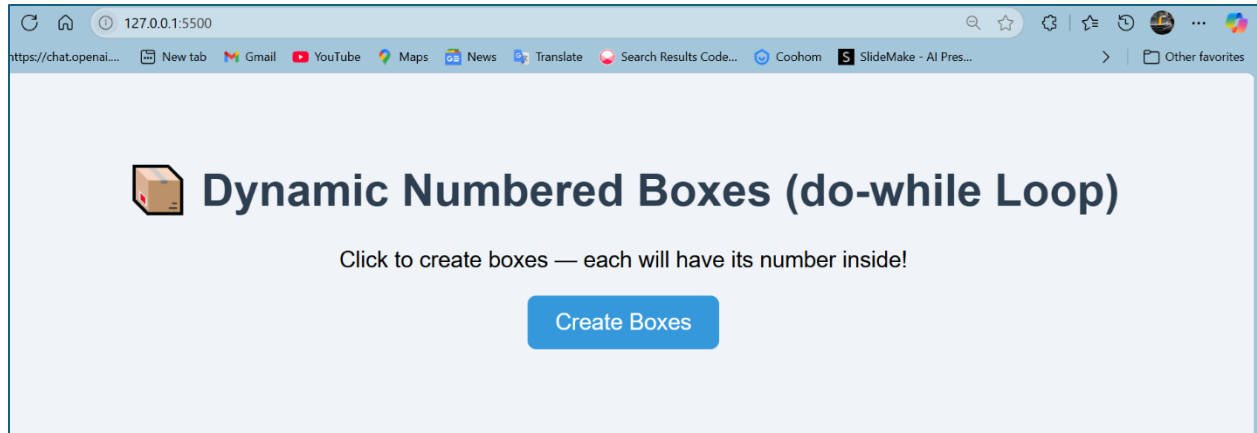 127.0.0.1:5500
https://chat.openai.... New tab Gmail YouTube Maps News Translate Search Results Code... Coohom SlideMake - AI Pres... Other favorites
Dynamic Numbered Boxes (do-while Loop)
Click to create boxes — each will have its number inside!
Create Boxes